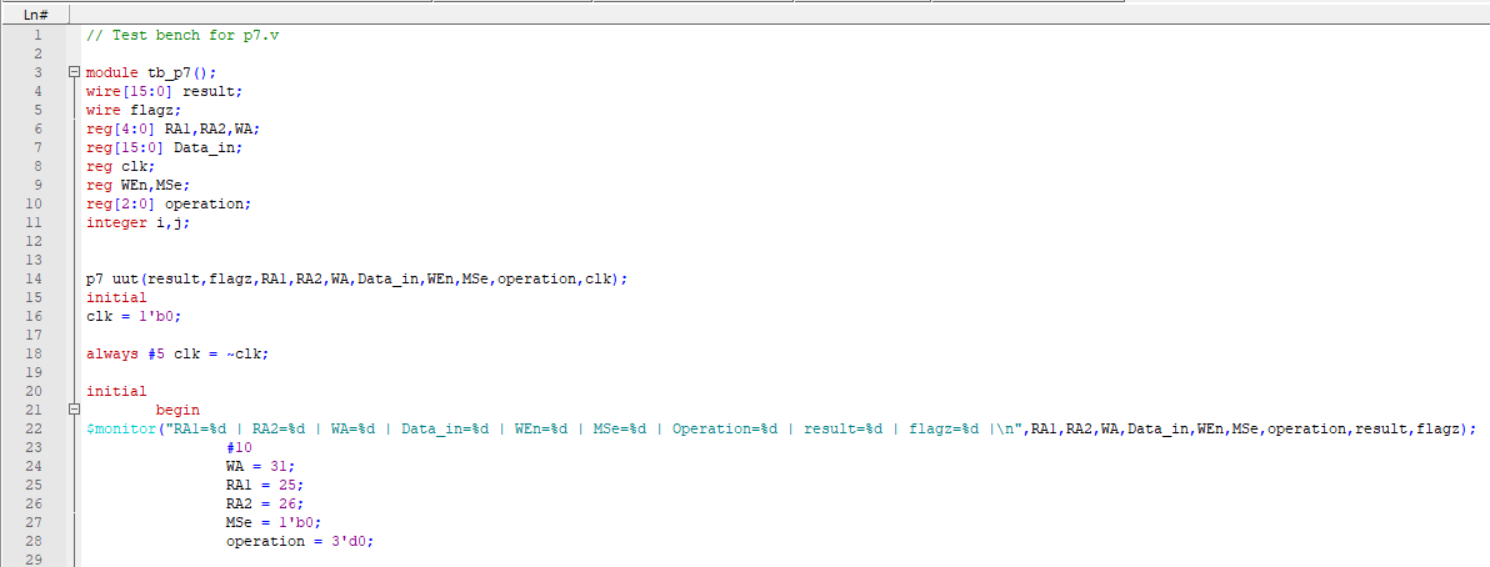 Ln#
1 // Test bench for p7.v
2
3 module tb_p7();
4 wire[15:0] result;
5 wire flagz;
6 reg[4:0] RA1,RA2,WA;
7 reg[15:0] Data_in;
8 reg clk;
9 reg WEn,MSe;
10 reg[2:0] operation;
11 integer i,j;
12
13
14 p7 uut(result,flagz,RA1,RA2,WA,Data_in,WEn,MSe,operation,clk);
15 initial
16 clk = 1'b0;
17
18 always #5 clk = ~clk;
19
20 initial
21 begin
22 $monitor("RA1=%d | RA2=%d | WA=%d | Data_in=%d | WEn=%d | MSe=%d | Operation=%d | result=%d | flagz=%d |\n",RA1,RA2,WA,Data_in,WEn,MSe,operation,result,flagz);
23 #10
24 WA = 31;
25 RA1 = 25;
26 RA2 = 26;
27 MSe = 1'b0;
28 operation = 3'd0;
29